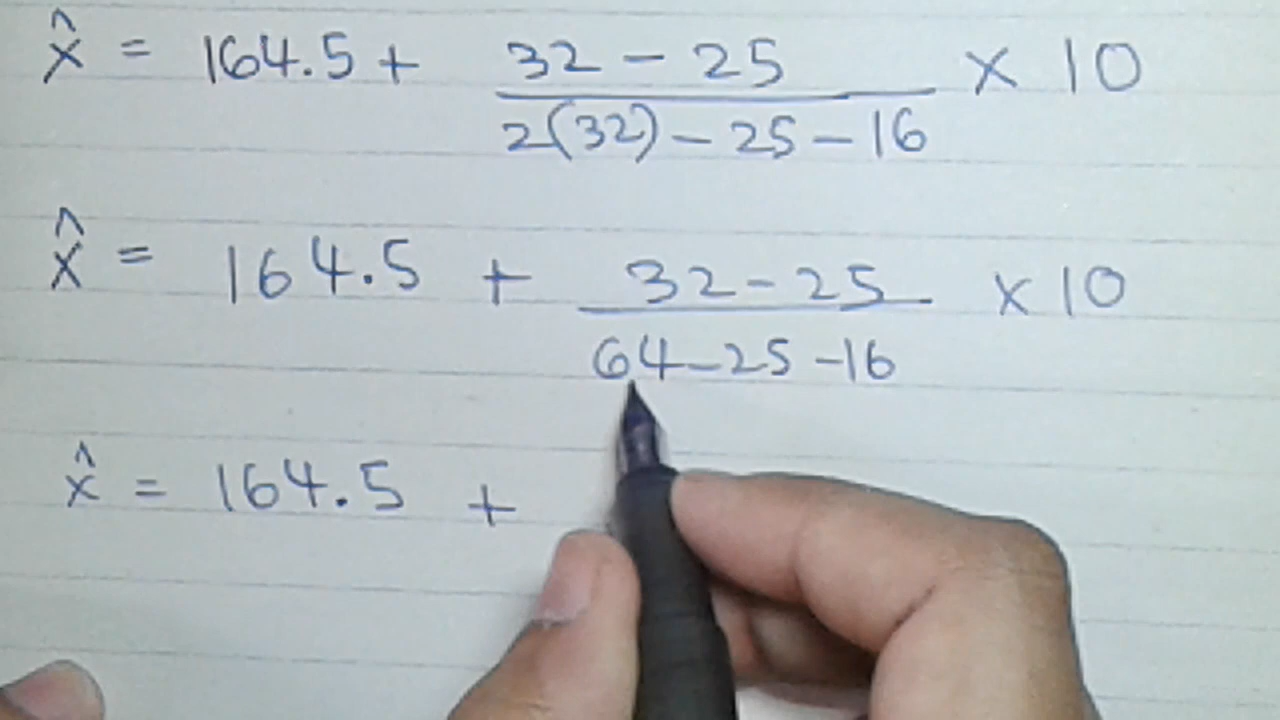 x̂ = 164.5 + (32 - 25) / (2(32) - 25 - 16) × 10
x̂ = 164.5 + (32 - 25) / (64 - 25 - 16) × 10
x̂ = 164.5 +